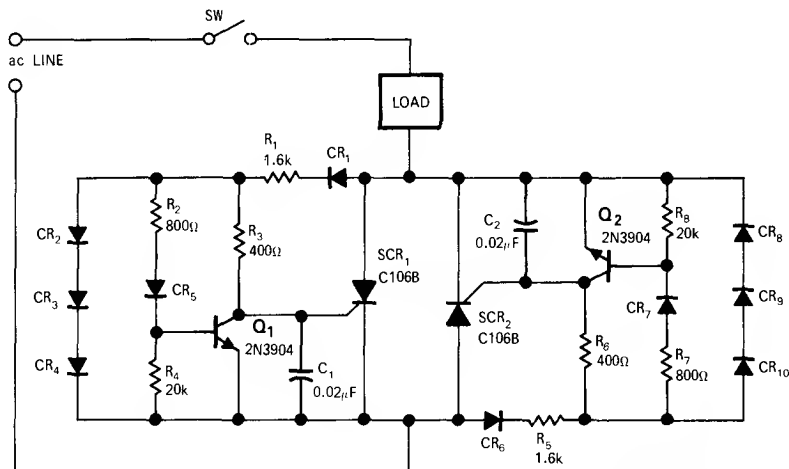 SW
ac LINE
LOAD
R₁
1.6k
CR₁
R₂
800Ω
R₃
400Ω
CR₂
CR₃
CR₄
CR₅
R₄
20k
Q₁
2N3904
C₁
0.02μF
SCR₁
C106B
C₂
0.02μF
Q₂
2N3904
R₈
20k
CR₈
CR₉
CR₁₀
CR₇
SCR₂
C106B
R₆
400Ω
R₇
800Ω
CR₆
R₅
1.6k